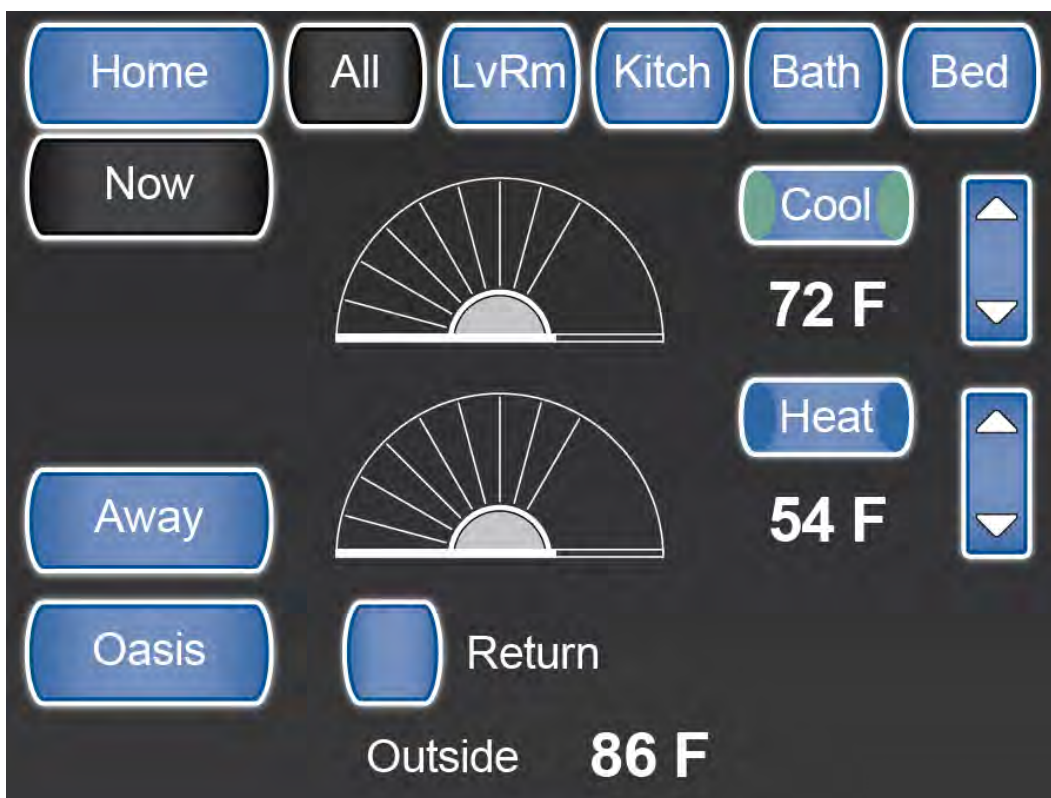 Home All LvRm Kitch Bath Bed
Now
Cool
72 F
Heat
54 F
Away
Oasis
Return
Outside 86 F